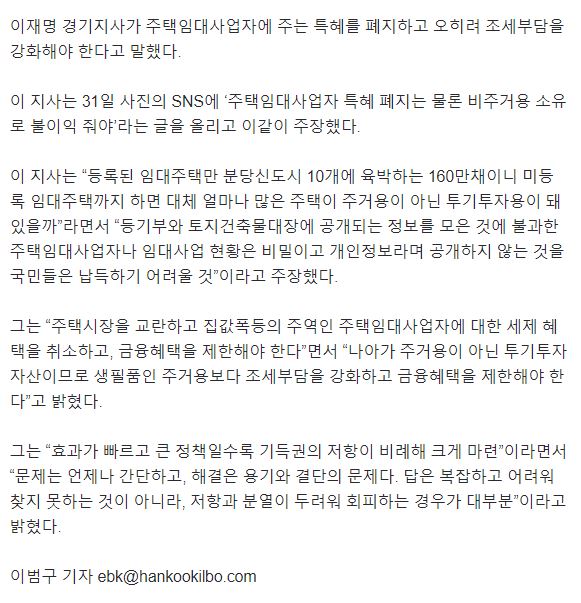 이재명 경기지사가 주택임대사업자에 주는 특혜를 폐지하고 오히려 조세부담을
강화해야 한다고 말했다.
이 지사는 31일 사진의 SNS에 ‘주택임대사업자 특혜 폐지는 물론 비주거용 소유
로 불이익 줘야’라는 글을 올리고 이같이 주장했다.
이 지사는 “등록된 임대주택만 분당신도시 10개에 육박하는 160만채이니 미등
록 임대주택까지 하면 대체 얼마나 많은 주택이 주거용이 아닌 투기투자용이 돼
있을까”라면서 “등기부와 토지건축물대장에 공개되는 정보를 모은 것에 불과한
주택임대사업자나 임대사업 현황은 비밀이고 개인정보라며 공개하지 않는 것을
국민들은 납득하기 어려울 것”이라고 주장했다.
그는 “주택시장을 교란하고 집값폭등의 주역인 주택임대사업자에 대한 세제 혜
택을 취소하고, 금융혜택을 제한해야 한다”면서 “나아가 주거용이 아닌 투기투자
자산이므로 생필품인 주거용보다 조세부담을 강화하고 금융혜택을 제한해야 한
다”고 밝혔다.
그는 “효과가 빠르고 큰 정책일수록 기득권의 저항이 비례해 크게 마련”이라면서
“문제는 언제나 간단하고, 해결은 용기와 결단의 문제다. 답은 복잡하고 어려워
찾지 못하는 것이 아니라, 저항과 분열이 두려워 회피하는 경우가 대부분”이라고
밝혔다.
이범구 기자 ebk@hankookilbo.com